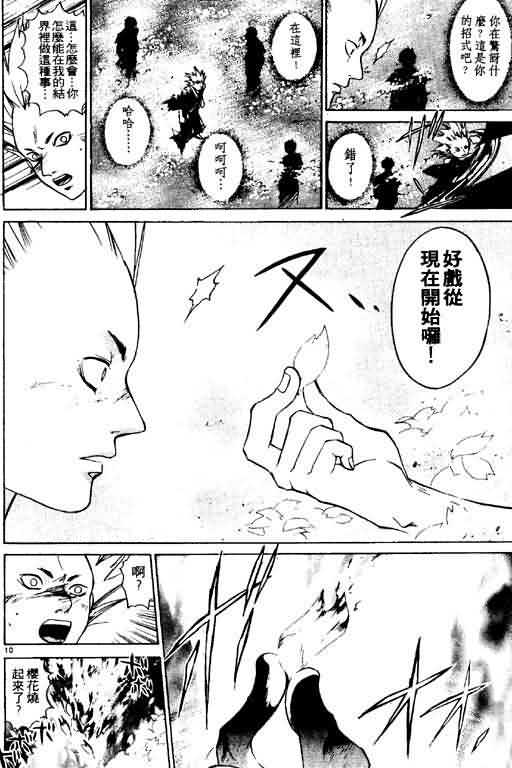 你在驚訝什
麼?這是你
的招式吧?
在這裡!
哈哈……
呵呵呵…
這…怎麼會…你
怎麼能在我的結
界裡做這種事…
錯了!
好戲從
現在開始囉!
啊?
櫻花燒
起來了?
10